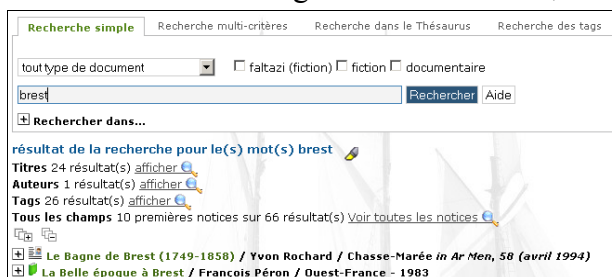 Recherche simple Recherche multi-critères Recherche dans le Thésaurus Recherche des tags
tout type de document faltazi (fiction) fiction documentaire
brest Rechercher Aide
Rechercher dans...
résultat de la recherche pour le(s) mot(s) brest
Titres 24 résultat(s) afficher
Auteurs 1 résultat(s) afficher
Tags 26 résultat(s) afficher
Tous les champs 10 premières notices sur 66 résultat(s) Voir toutes les notices
Le Bagne de Brest (1749-1858) / Yvon Rochard / Chasse-Marée in Ar Men, 58 (avril 1994)
La Belle époque à Brest / François Péron / Ouest-France - 1983